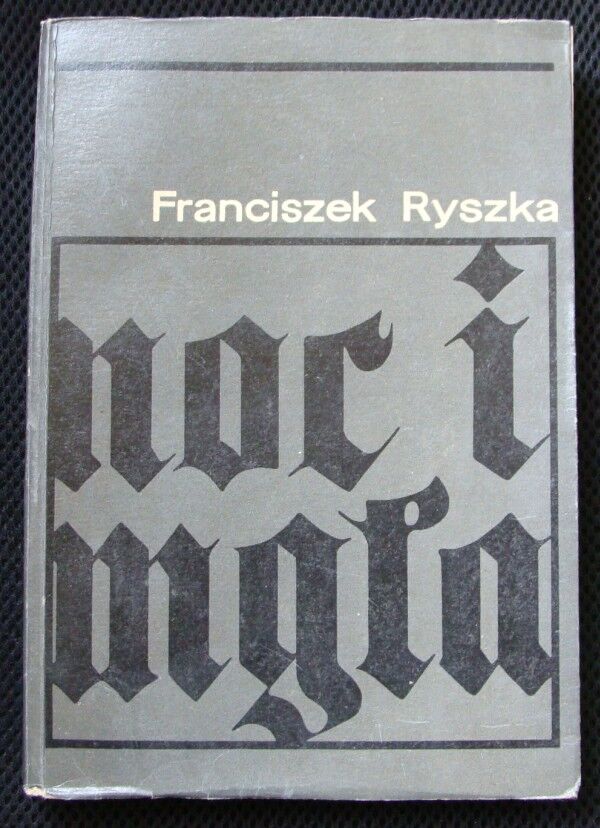 Franciszek Ryszka
noc i
mgła